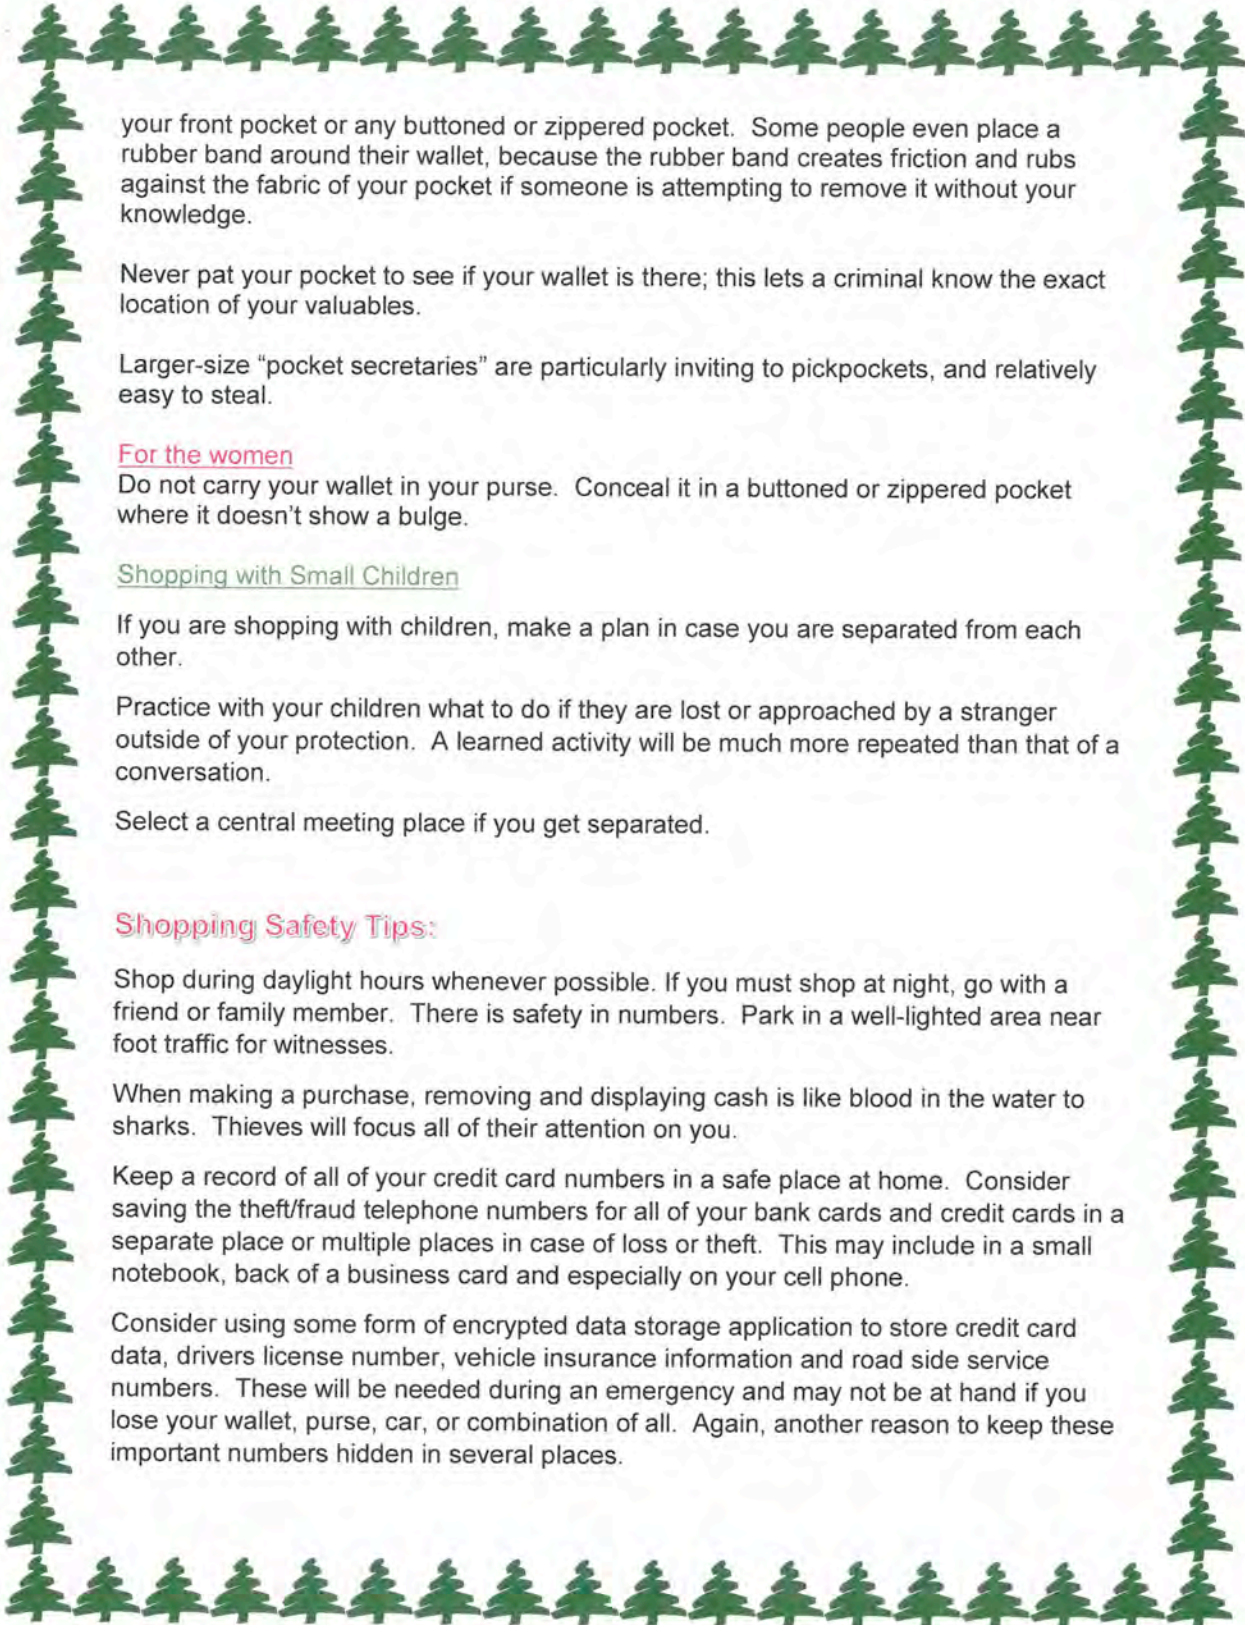 your front pocket or any buttoned or zippered pocket.  Some people even place a
rubber band around their wallet, because the rubber band creates friction and rubs
against the fabric of your pocket if someone is attempting to remove it without your
knowledge.
Never pat your pocket to see if your wallet is there; this lets a criminal know the exact
location of your valuables.
Larger-size “pocket secretaries” are particularly inviting to pickpockets, and relatively
easy to steal.
For the women
Do not carry your wallet in your purse.  Conceal it in a buttoned or zippered pocket
where it doesn't show a bulge.
Shopping with Small Children
If you are shopping with children, make a plan in case you are separated from each
other.
Practice with your children what to do if they are lost or approached by a stranger
outside of your protection.  A learned activity will be much more repeated than that of a
conversation.
Select a central meeting place if you get separated.
Shopping Safety Tips:
Shop during daylight hours whenever possible. If you must shop at night, go with a
friend or family member.  There is safety in numbers.  Park in a well-lighted area near
foot traffic for witnesses.
When making a purchase, removing and displaying cash is like blood in the water to
sharks.  Thieves will focus all of their attention on you.
Keep a record of all of your credit card numbers in a safe place at home.  Consider
saving the theft/fraud telephone numbers for all of your bank cards and credit cards in a
separate place or multiple places in case of loss or theft.  This may include in a small
notebook, back of a business card and especially on your cell phone.
Consider using some form of encrypted data storage application to store credit card
data, drivers license number, vehicle insurance information and road side service
numbers.  These will be needed during an emergency and may not be at hand if you
lose your wallet, purse, car, or combination of all.  Again, another reason to keep these
important numbers hidden in several places.